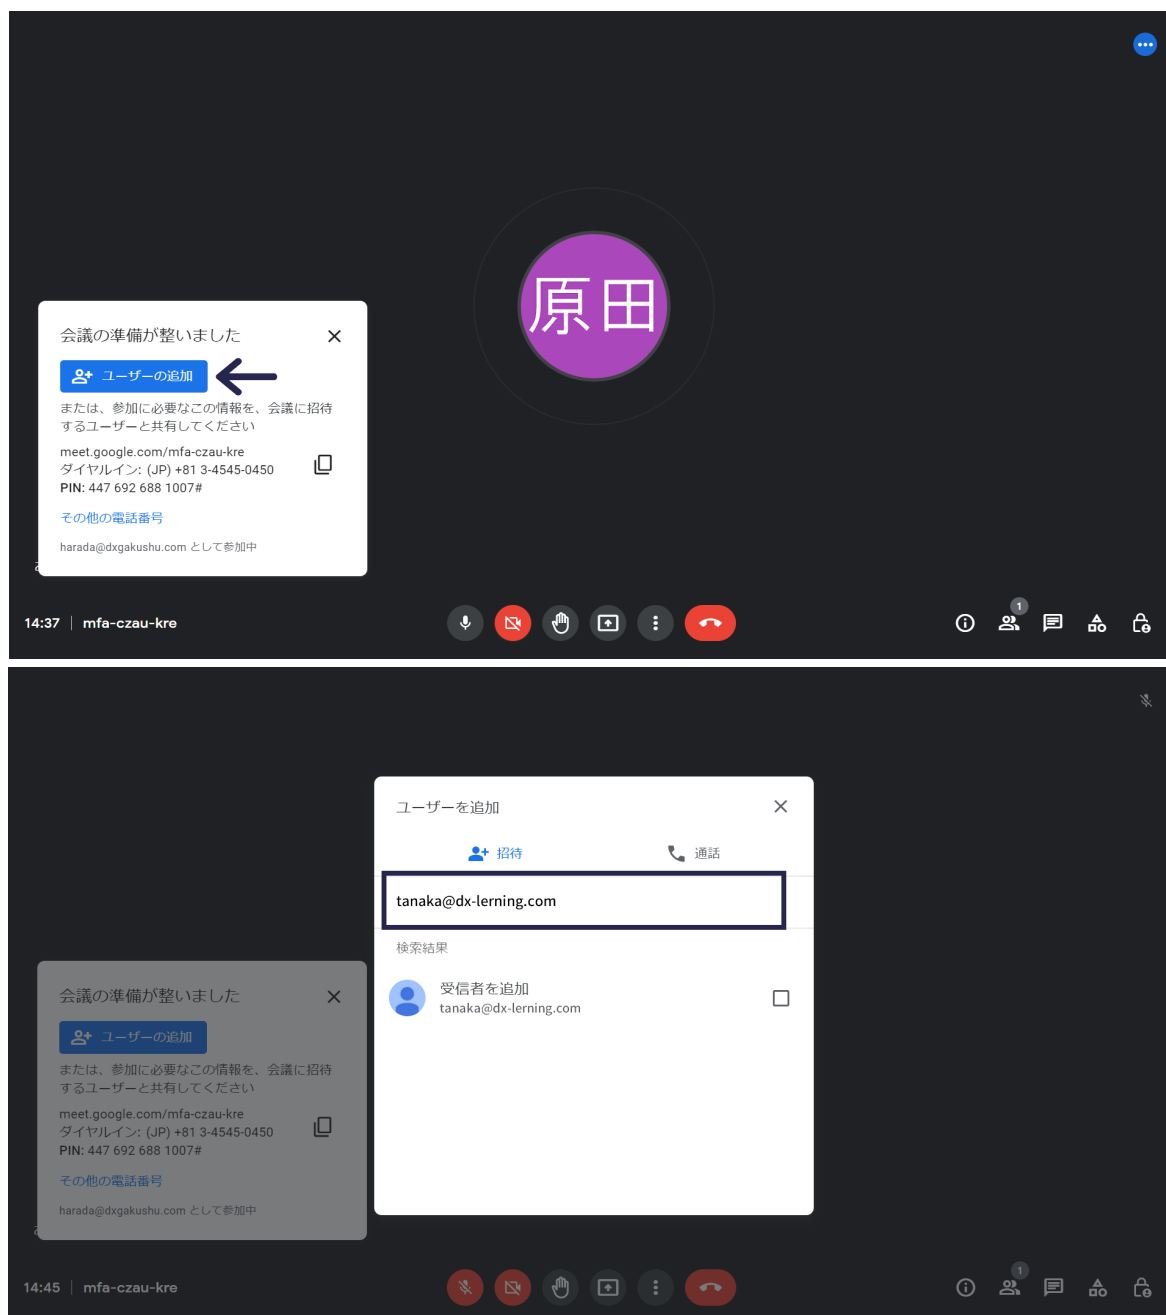 原田
会議の準備が整いました
ユーザーの追加
または、参加に必要なこの情報を、会議に招待
するユーザーと共有してください
meet.google.com/mfa-czau-kre
ダイヤルイン: (JP) +81 3-4545-0450
PIN: 447 692 688 1007#
その他の電話番号
harada@dxgakushu.com として参加中
14:37 | mfa-czau-kre
1
ユーザーを追加
招待
通話
tanaka@dx-lerning.com
検索結果
受信者を追加
tanaka@dx-lerning.com
会議の準備が整いました
ユーザーの追加
または、参加に必要なこの情報を、会議に招待
するユーザーと共有してください
meet.google.com/mfa-czau-kre
ダイヤルイン: (JP) +81 3-4545-0450
PIN: 447 692 688 1007#
その他の電話番号
harada@dxgakushu.com として参加中
14:45 | mfa-czau-kre
1